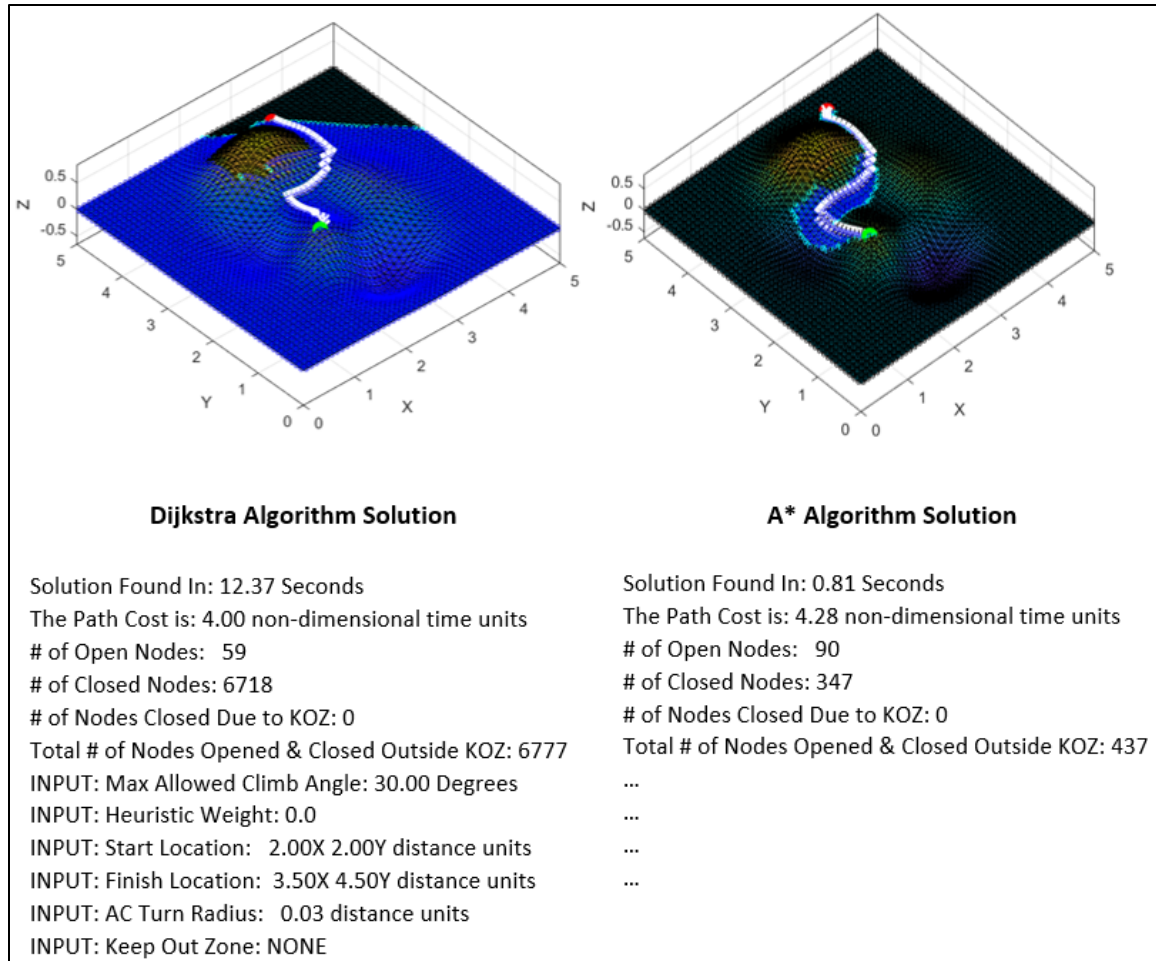 0.5
0
-0.5
Z
5
4
3
2
1
0
Y
0
1
2
3
4
5
X
0.5
0
-0.5
Z
5
4
3
2
1
0
Y
0
1
2
3
4
5
X
Dijkstra Algorithm Solution
Solution Found In: 12.37 Seconds
The Path Cost is: 4.00 non-dimensional time units
# of Open Nodes:   59
# of Closed Nodes: 6718
# of Nodes Closed Due to KOZ: 0
Total # of Nodes Opened & Closed Outside KOZ: 6777
INPUT: Max Allowed Climb Angle: 30.00 Degrees
INPUT: Heuristic Weight: 0.0
INPUT: Start Location:   2.00X 2.00Y distance units
INPUT: Finish Location:  3.50X 4.50Y distance units
INPUT: AC Turn Radius:   0.03 distance units
INPUT: Keep Out Zone: NONE
A* Algorithm Solution
Solution Found In: 0.81 Seconds
The Path Cost is: 4.28 non-dimensional time units
# of Open Nodes:   90
# of Closed Nodes: 347
# of Nodes Closed Due to KOZ: 0
Total # of Nodes Opened & Closed Outside KOZ: 437
...
...
...
...